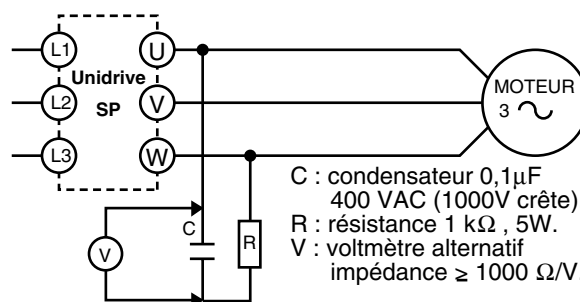 L1
U
Unidrive
SP
L2
V
L3
W
MOTEUR
3
C
V
R
C : condensateur 0,1µF
400 VAC (1000V crête)
R : résistance 1 kΩ , 5W.
V : voltmètre alternatif
impédance ≥ 1000 Ω/V.